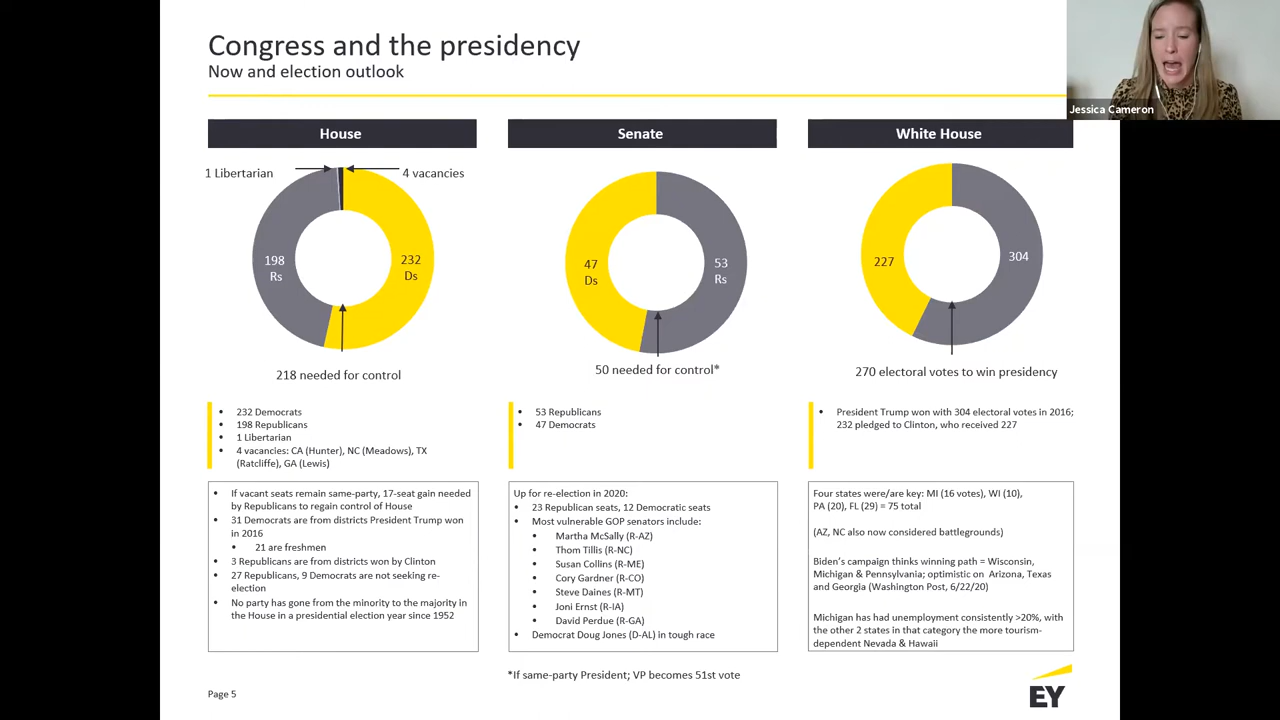 Congress and the presidency
Now and election outlook
Jessica Cameron
House
1 Libertarian
4 vacancies
198
Rs
232
Ds
218 needed for control
• 232 Democrats
• 198 Republicans
• 1 Libertarian
• 4 vacancies: CA (Hunter), NC (Meadows), TX
(Ratcliffe), GA (Lewis)
• If vacant seats remain same-party, 17-seat gain needed
by Republicans to regain control of House
• 31 Democrats are from districts President Trump won
in 2016
• 21 are freshmen
• 3 Republicans are from districts won by Clinton
• 27 Republicans, 9 Democrats are not seeking re-
election
• No party has gone from the minority to the majority in
the House in a presidential election year since 1952
Senate
47
Ds
53
Rs
50 needed for control*
• 53 Republicans
• 47 Democrats
Up for re-election in 2020:
• 23 Republican seats, 12 Democratic seats
• Most vulnerable GOP senators include:
• Martha McSally (R-AZ)
• Thom Tillis (R-NC)
• Susan Collins (R-ME)
• Cory Gardner (R-CO)
• Steve Daines (R-MT)
• Joni Ernst (R-IA)
• David Perdue (R-GA)
• Democrat Doug Jones (D-AL) in tough race
White House
227
304
270 electoral votes to win presidency
• President Trump won with 304 electoral votes in 2016;
232 pledged to Clinton, who received 227
Four states were/are key: MI (16 votes), WI (10),
PA (20), FL (29) = 75 total
(AZ, NC also now considered battlegrounds)
Biden's campaign thinks winning path = Wisconsin,
Michigan & Pennsylvania; optimistic on Arizona, Texas
and Georgia (Washington Post, 6/22/20)
Michigan has had unemployment consistently >20%, with
the other 2 states in that category the more tourism-
dependent Nevada & Hawaii
*If same-party President; VP becomes 51st vote
Page 5
EY